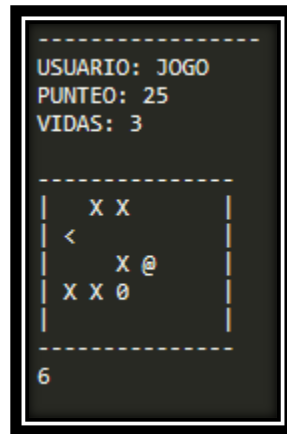 -----------------
USUARIO: JOGO
PUNTEO: 25
VIDAS: 3
---------------
|   X X       |
| <           |
|     X @     |
| X X 0       |
|             |
---------------
6